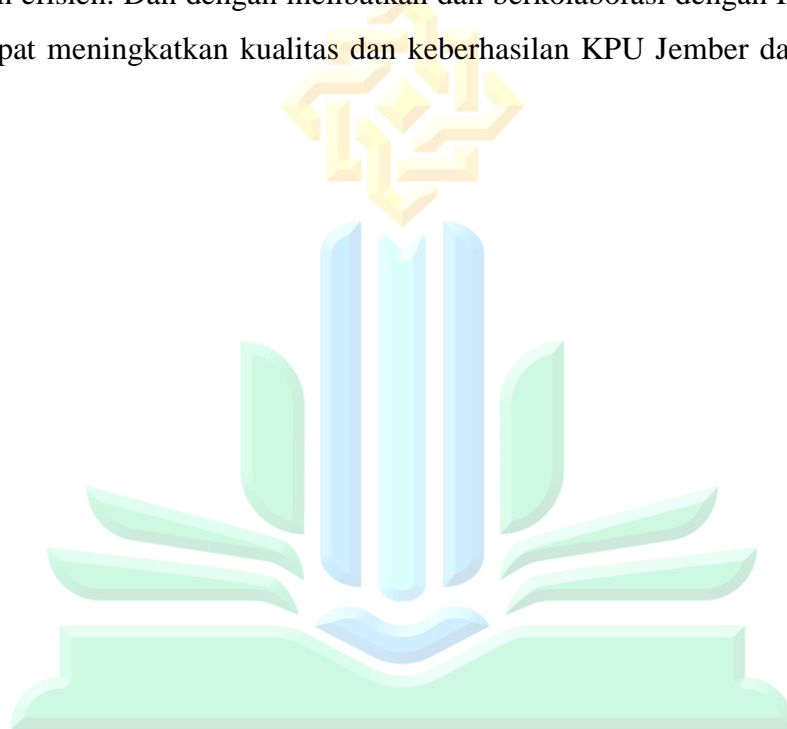 efisien. Dan dengan melibatkan dan berkolaborasi dengan
meningkatkan kualitas dan keberhasilan KPU Jember